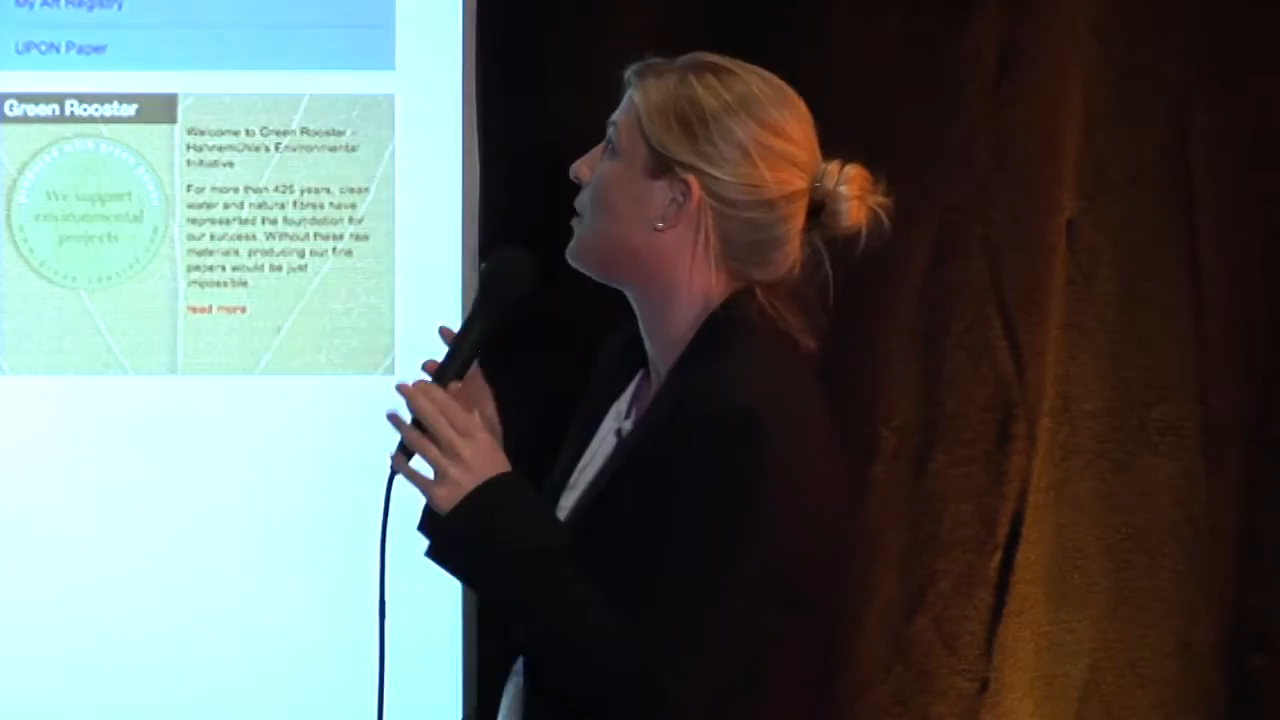 My Art Registry
UPON Paper
Green Rooster
We support
environmental
projects
Welcome to Green Rooster -
Hahnemühle's Environmental
Initiative
For more than 425 years, clean
water and natural fibres have
represented the foundation for
our success. Without these raw
materials, producing our fine
papers would be just
impossible.
read more